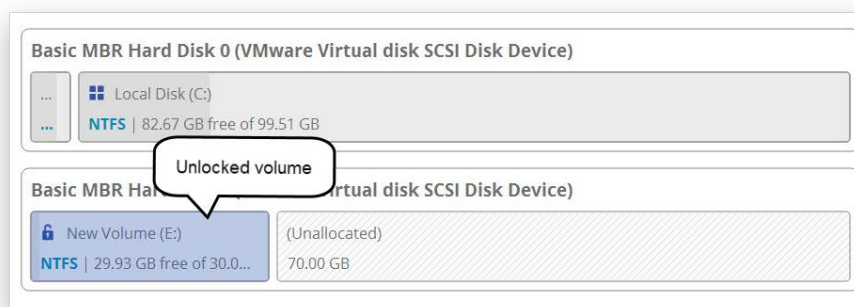 Basic MBR Hard Disk 0 (VMware Virtual disk SCSI Disk Device)
... Local Disk (C:)
... NTFS | 82.67 GB free of 99.51 GB
Unlocked volume
Basic MBR Har rtual disk SCSI Disk Device)
New Volume (E:) (Unallocated)
NTFS | 29.93 GB free of 30.0... 70.00 GB